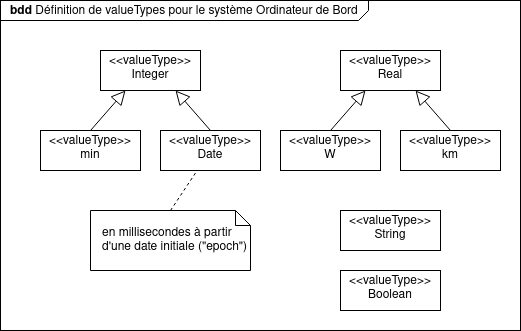 bdd Définition de valueTypes pour le système Ordinateur de Bord
<<valueType>>
Integer
<<valueType>>
Real
<<valueType>>
min
<<valueType>>
Date
<<valueType>>
W
<<valueType>>
km
en millisecondes à partir
d'une date initiale ("epoch")
<<valueType>>
String
<<valueType>>
Boolean